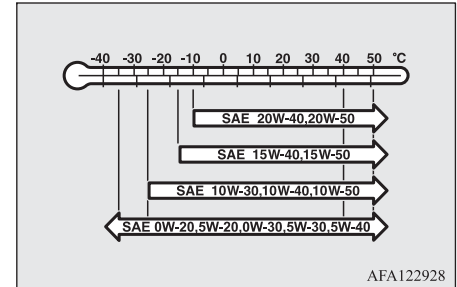 -40 -30 -20 -10 0 10 20 30 40 50 °C
SAE 20W-40,20W-50
SAE 15W-40,15W-50
SAE 10W-30,10W-40,10W-50
SAE 0W-20,5W-20,0W-30,5W-30,5W-40
AFA122928